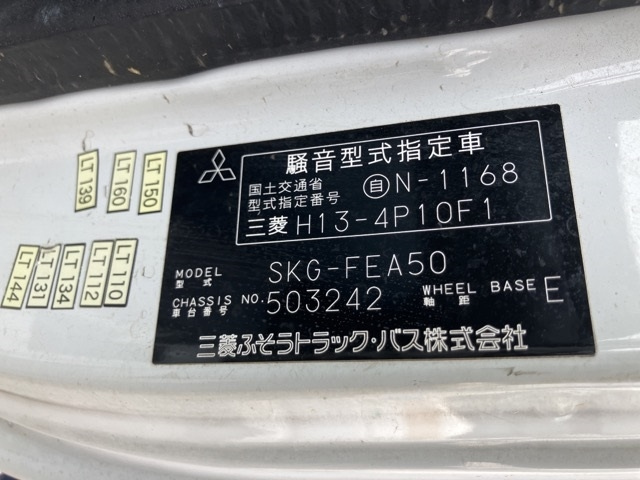 騒音型式指定車
国土交通省
型式指定番号 自N-1168
三菱 H13-4P10F1
MODEL SKG-FEA50
型式
CHASSIS NO. 503242 WHEEL BASE E
車台番号 軸距
三菱ふそうトラック・バス株式会社
LT 139
LT 160
LT 150
LT 144
LT 131
LT 134
LT 112
LT 110